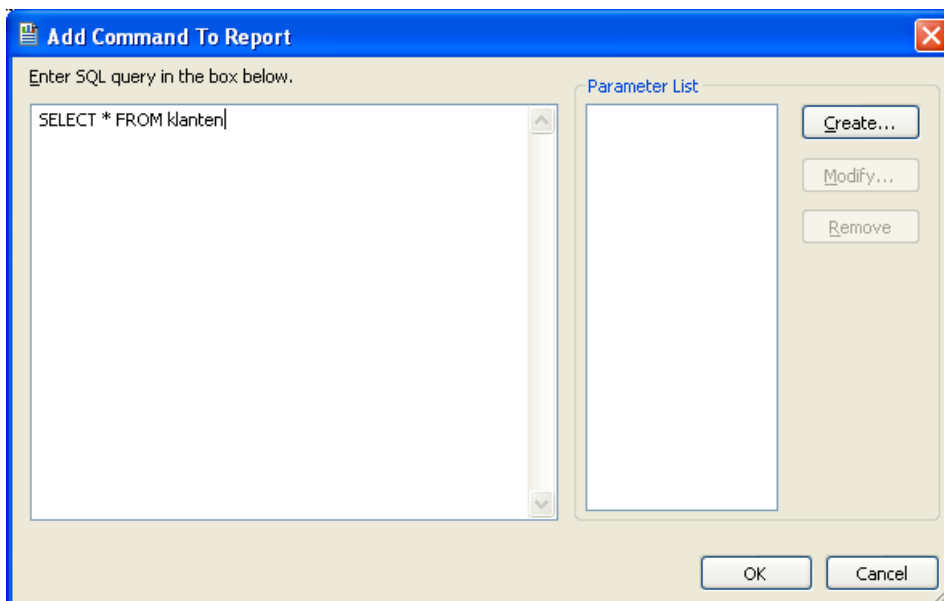 Add Command To Report
Enter SQL query in the box below.
SELECT * FROM klanten
Parameter List
Create...
Modify...
Remove
OK
Cancel